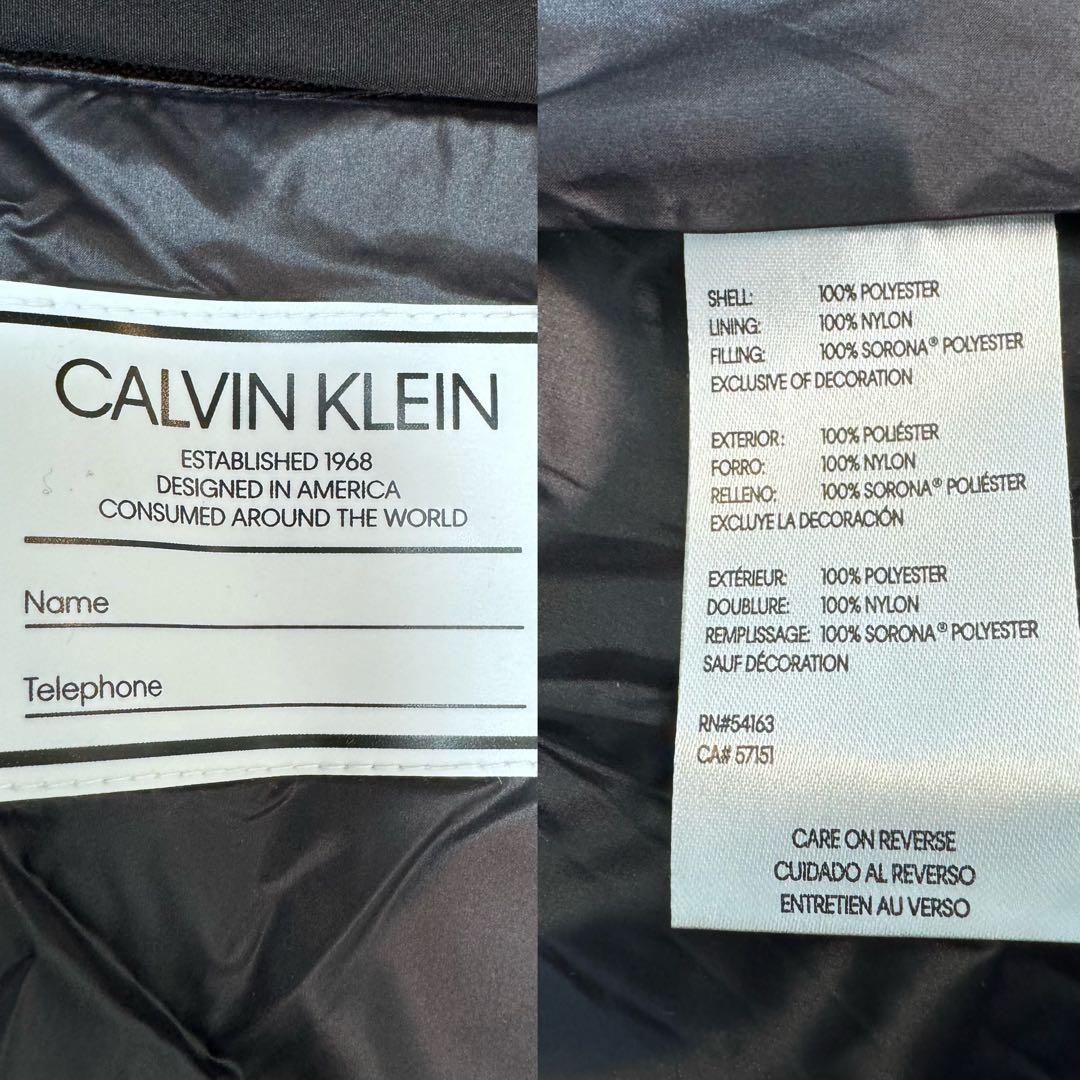 CALVIN KLEIN
ESTABLISHED 1968
DESIGNED IN AMERICA
CONSUMED AROUND THE WORLD
Name
Telephone
SHELL: 100% POLYESTER
LINING: 100% NYLON
FILLING: 100% SORONA® POLYESTER
EXCLUSIVE OF DECORATION
EXTERIOR: 100% POLIÉSTER
FORRO: 100% NYLON
RELLENO: 100% SORONA® POLIÉSTER
EXCLUYE LA DECORACIÓN
EXTÉRIEUR: 100% POLYESTER
DOUBLURE: 100% NYLON
REMPLISSAGE: 100% SORONA® POLYESTER
SAUF DÉCORATION
RN#54163
CA# 57151
CARE ON REVERSE
CUIDADO AL REVERSO
ENTRETIEN AU VERSO